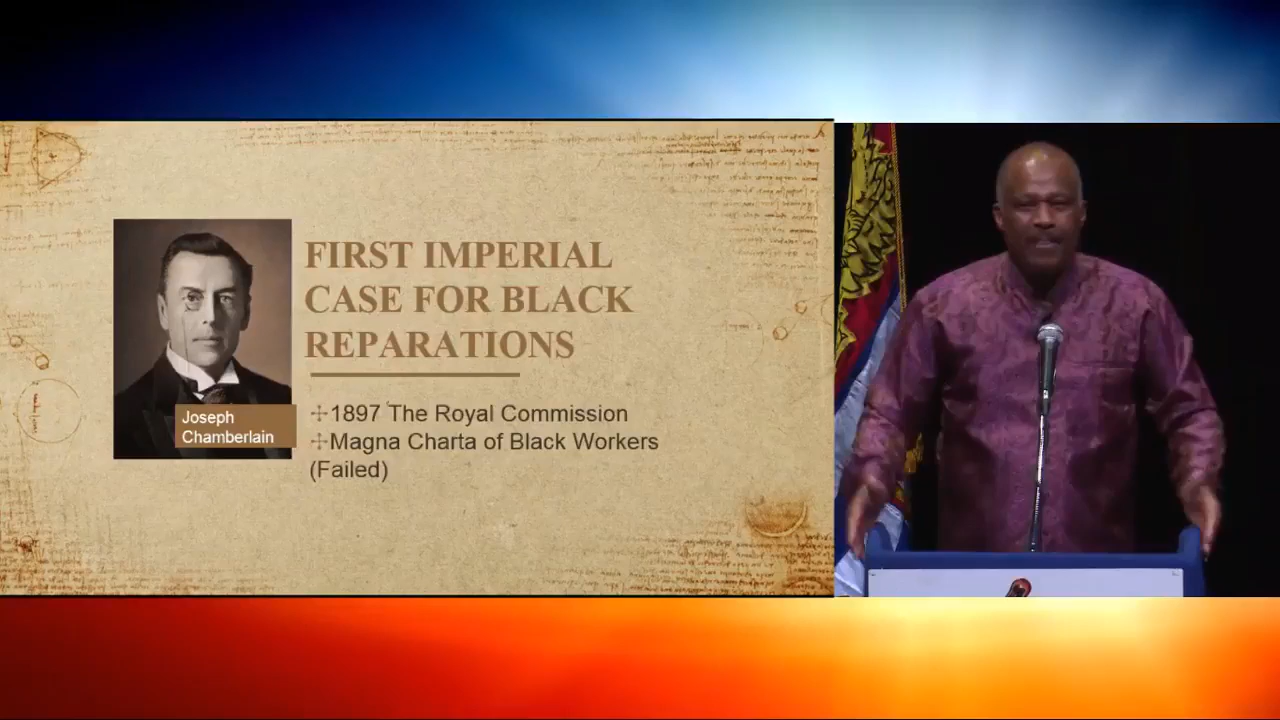 FIRST IMPERIAL
CASE FOR BLACK
REPARATIONS
Joseph
Chamberlain
1897 The Royal Commission
Magna Charta of Black Workers
(Failed)